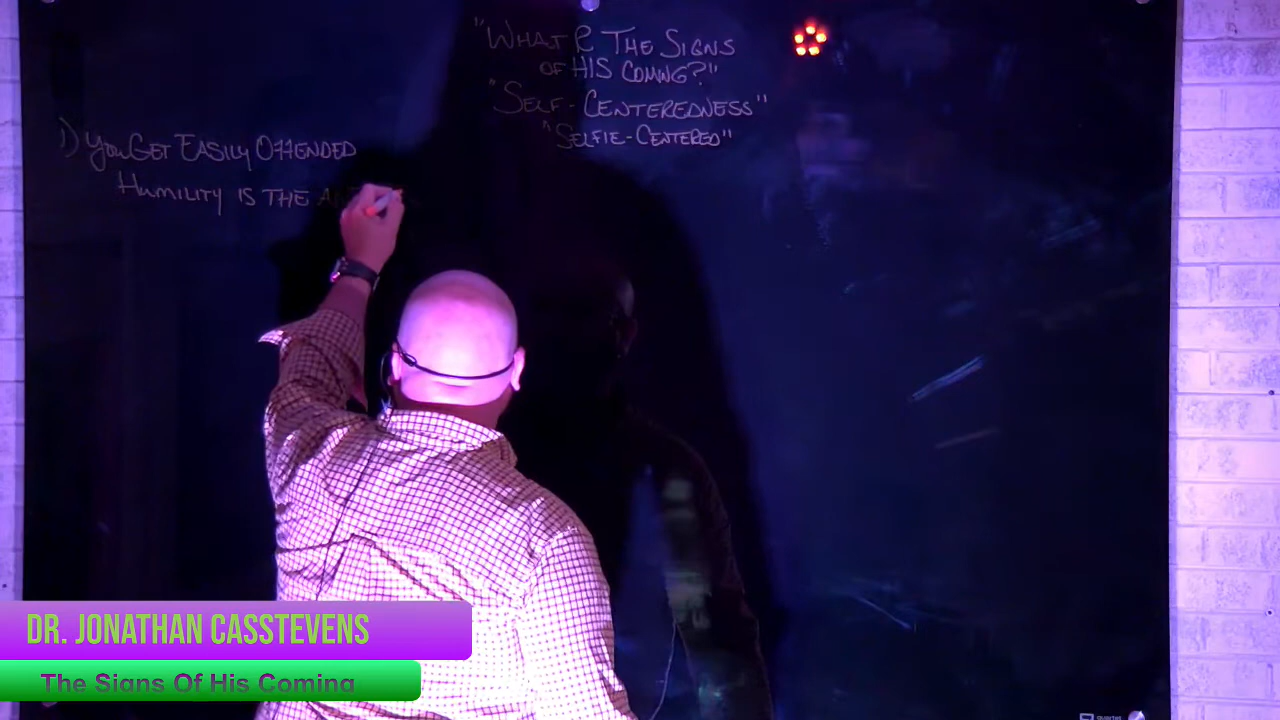 "WHAT R THE SIGNS
OF HIS COMING?"
"SELF-CENTEREDNESS"
"SELFIE-CENTERED"
1) YOU GET EASILY OFFENDED
HUMILITY IS THE
DR. JONATHAN CASSTEVENS
The Signs Of His Coming
quartet